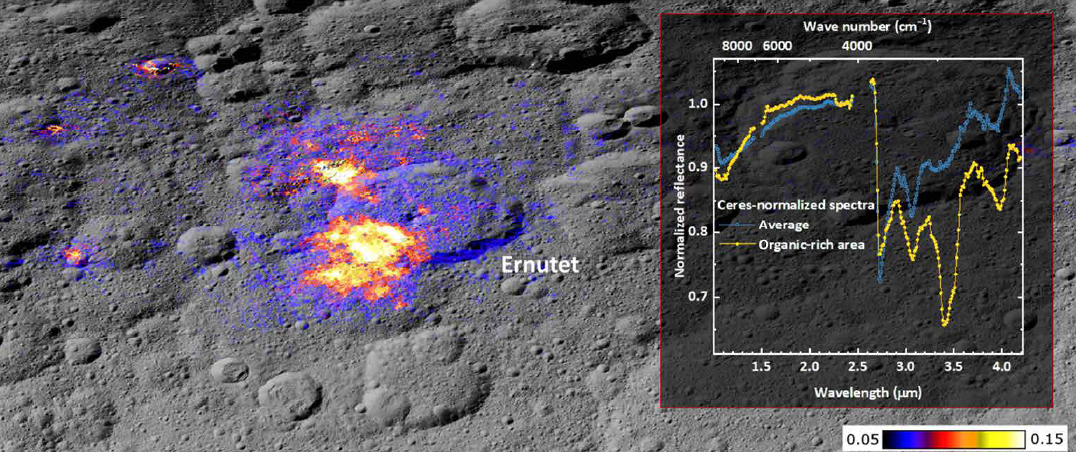 Ernutet
Wave number (cm⁻¹)
8000 6000 4000
Normalized reflectance
1.0
0.9
0.8
0.7
Ceres-normalized spectra
Average
Organic-rich area
1.5 2.0 2.5 3.0 3.5 4.0
Wavelength (μm)
0.05 0.15